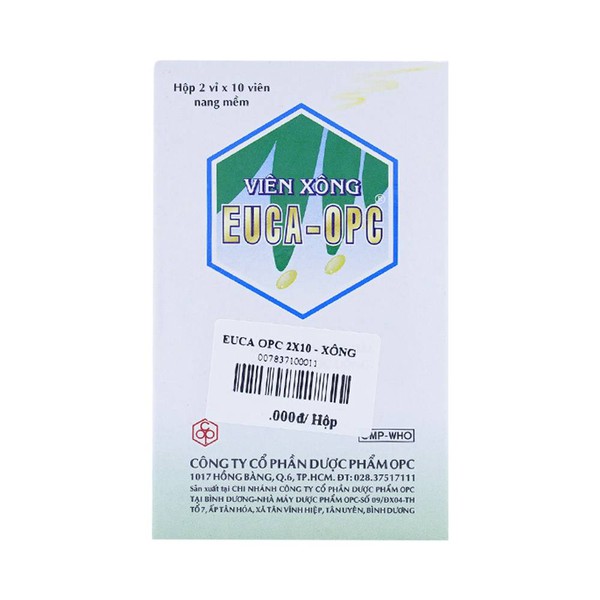 Hộp 2 vỉ x 10 viên
nang mềm
VIÊN XÔNG
EUCA-OPC®
EUCA OPC 2X10 - XÔNG
007837100011
.000đ/ Hộp
GMP-WHO
OPC
CÔNG TY CỔ PHẦN DƯỢC PHẨM OPC
1017 HỒNG BÀNG, Q.6, TP.HCM. ĐT: 028.37517111
Sản xuất tại CHI NHÁNH CÔNG TY CỔ PHẦN DƯỢC PHẨM OPC
TẠI BÌNH DƯƠNG-NHÀ MÁY DƯỢC PHẨM OPC-SỐ 09/ĐX04-TH
TỔ 7, ẤP TÂN HÓA, XÃ TÂN VĨNH HIỆP, TÂN UYÊN, BÌNH DƯƠNG